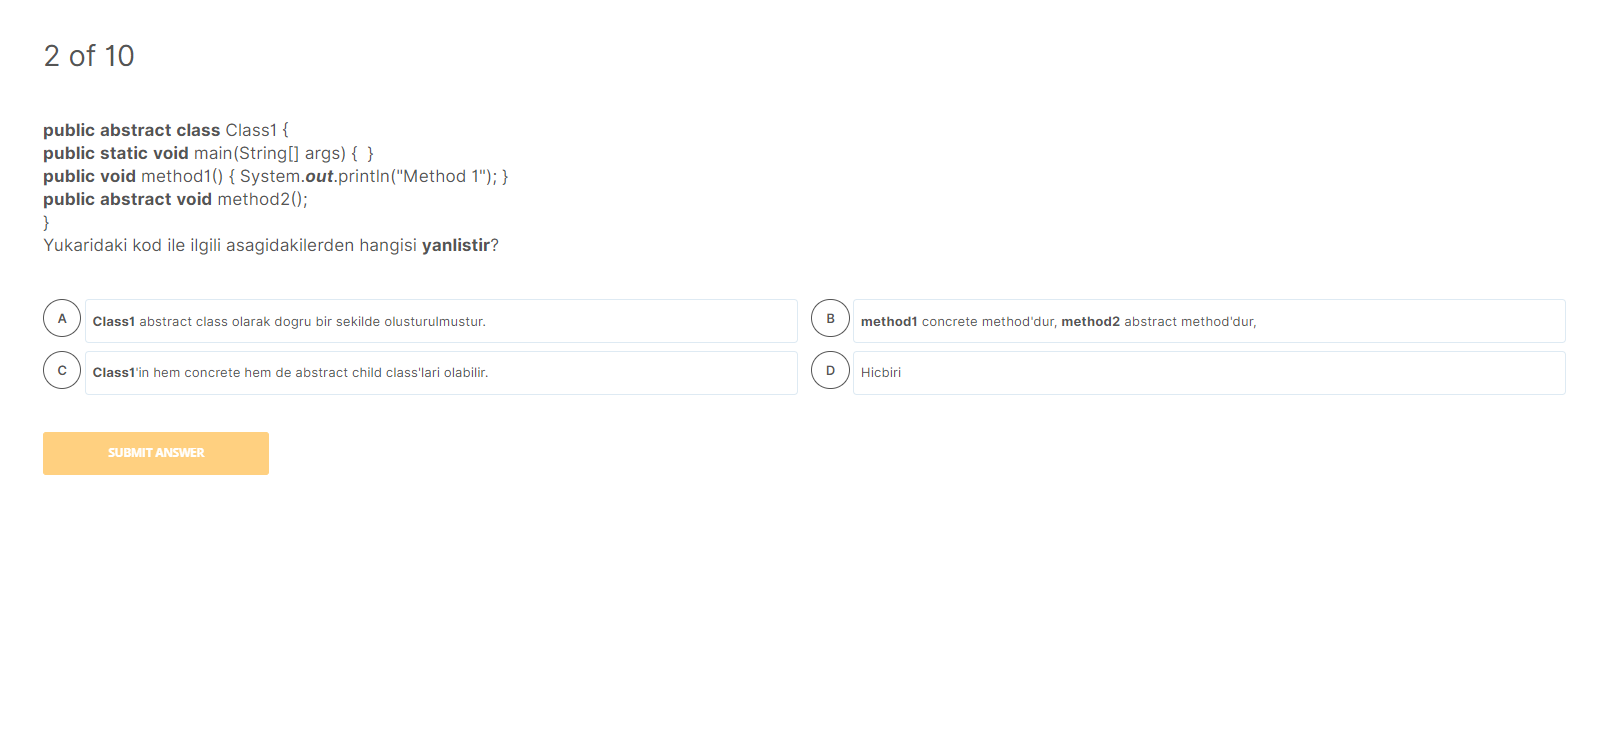 2 of 10
public abstract class Class1 {
public static void main(String[] args) {  }
public void method1() { System.out.println("Method 1"); }
public abstract void method2();
}
Yukaridaki kod ile ilgili asagidakilerden hangisi yanlistir?
A Class1 abstract class olarak dogru bir sekilde olusturulmustur.
B method1 concrete method'dur, method2 abstract method'dur,
C Class1'in hem concrete hem de abstract child class'lari olabilir.
D Hicbiri
SUBMIT ANSWER